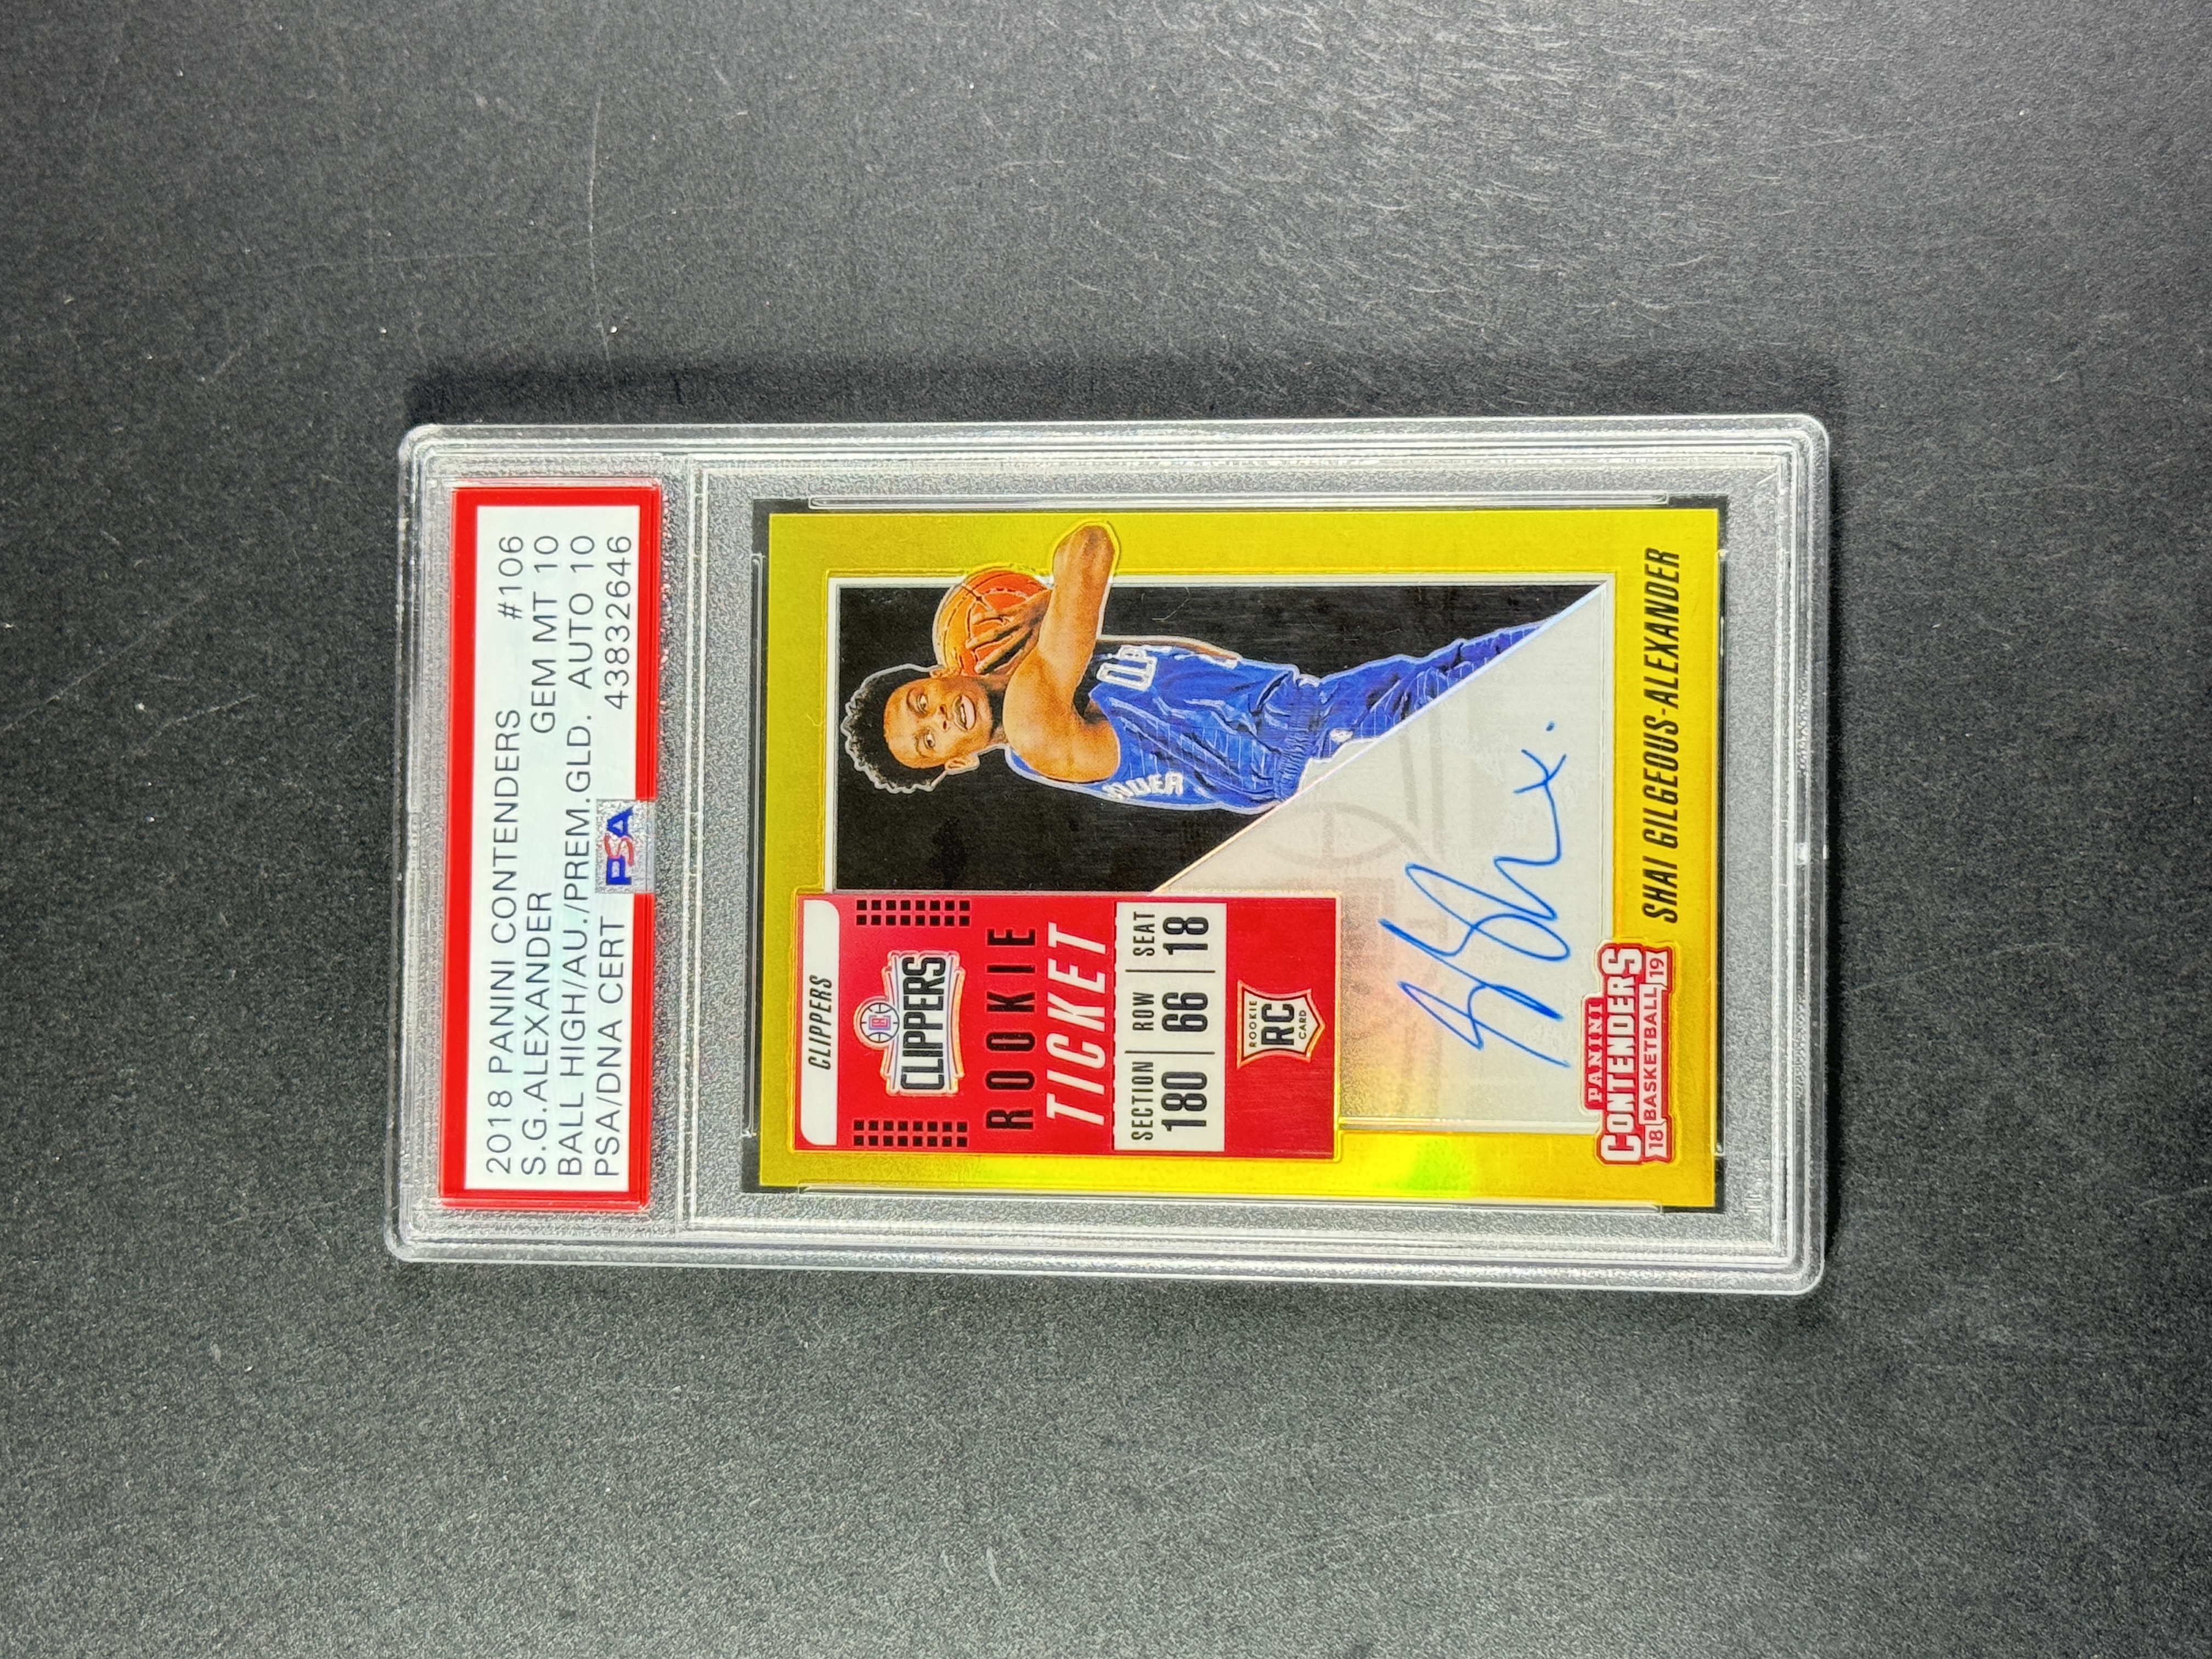 2018 PANINI CONTENDERS #106
S.G.ALEXANDER GEM MT 10
BALL HIGH/AU./PREM.GLD. AUTO 10
PSA/DNA CERT PSA 43832646
CLIPPERS
CLIPPERS
ROOKIE
TICKET
SECTION ROW SEAT
180 66 18
ROOKIE
RC
CARD
PANINI
CONTENDERS
18 BASKETBALL 19
SHAI GILGEOUS-ALEXANDER